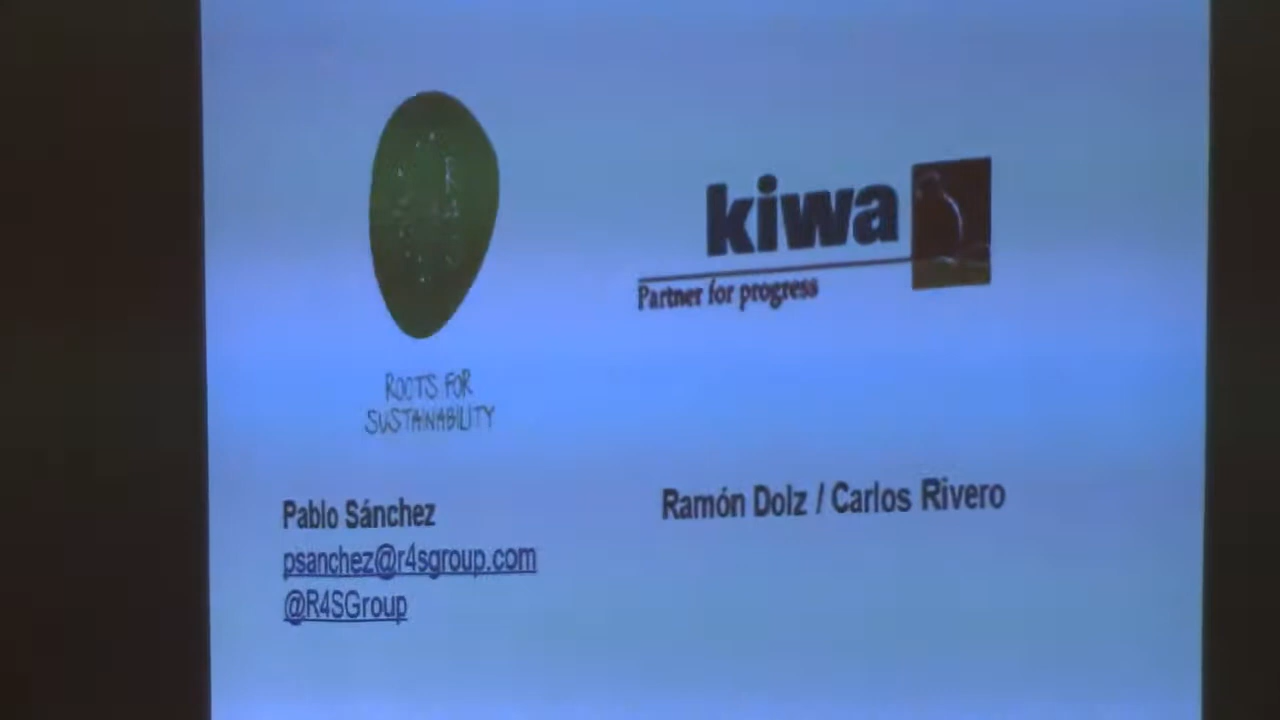 ROOTS FOR
SUSTAINABILITY
Pablo Sánchez
psanchez@r4sgroup.com
@R4SGroup
kiwa
Partner for progress
Ramón Dolz / Carlos Rivero